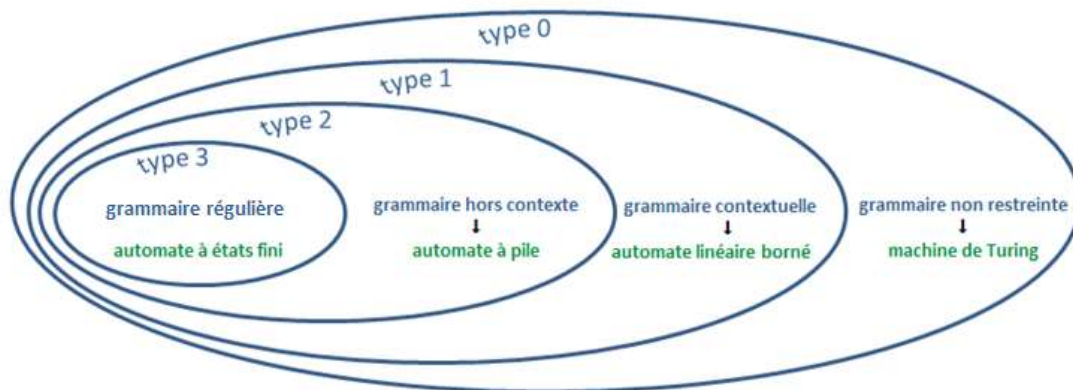 type 0
type 1
type 2
type 3
grammaire régulière
automate à états fini
grammaire hors contexte
automate à pile
grammaire contextuelle
automate linéaire borné
grammaire non restreinte
machine de Turing